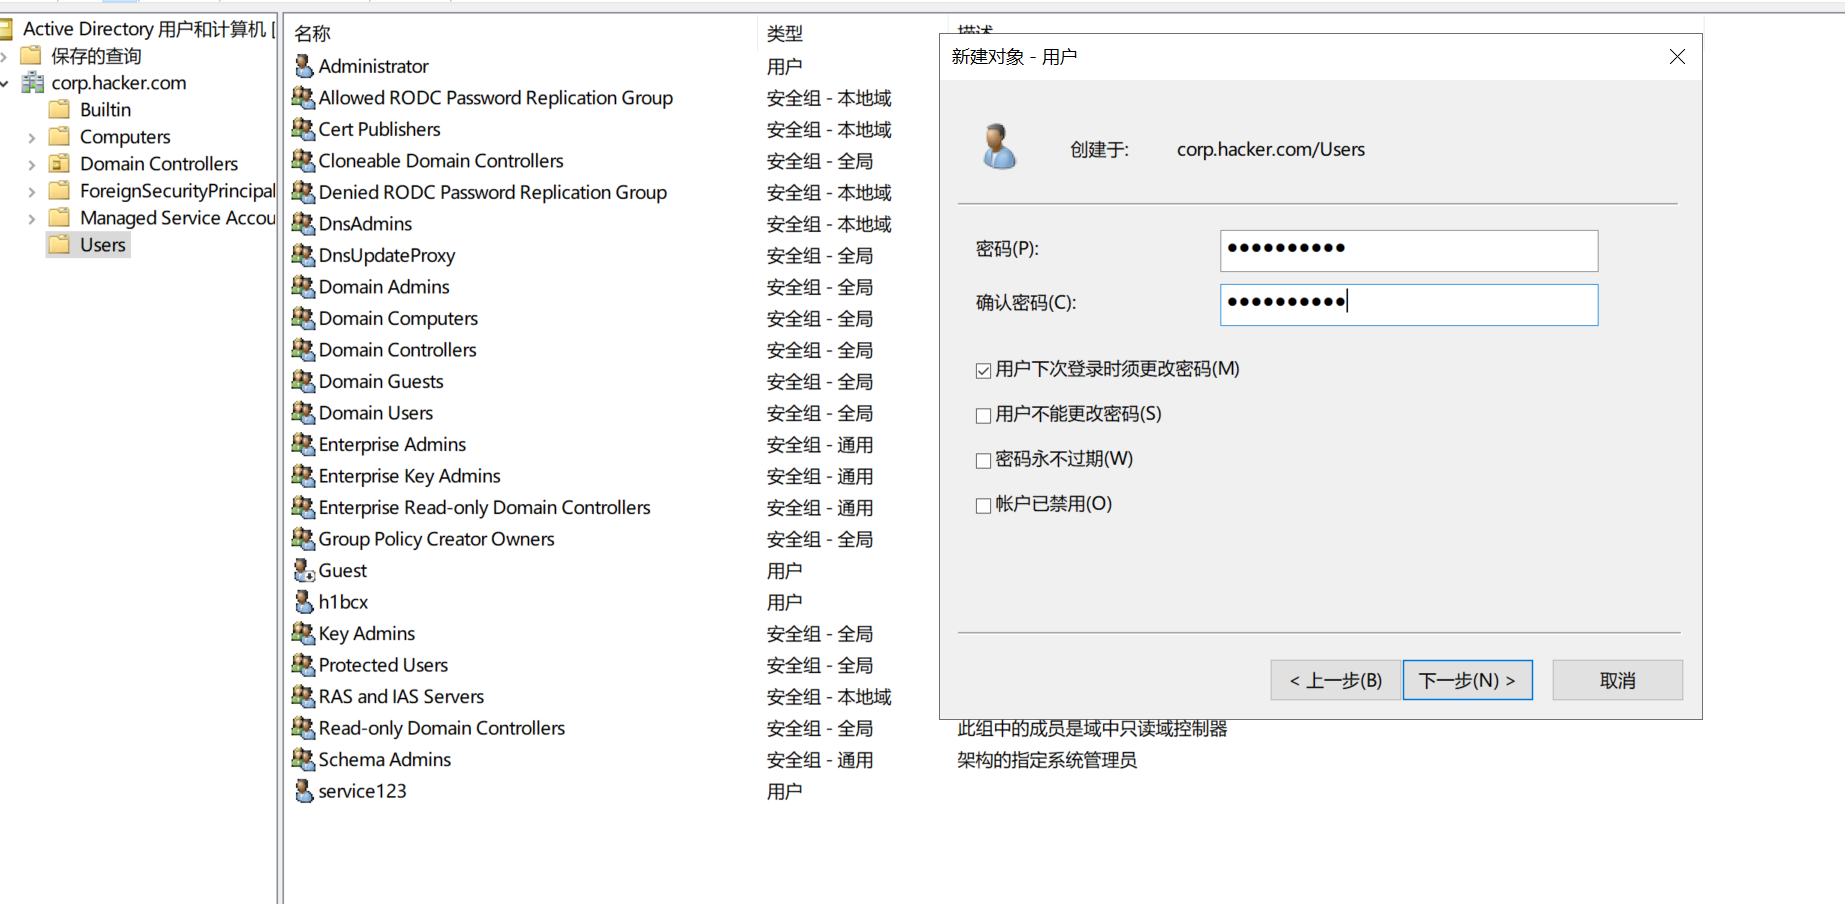 Active Directory 用户和计算机 [
保存的查询
corp.hacker.com
Builtin
Computers
Domain Controllers
ForeignSecurityPrincipal
Managed Service Accou
Users
名称 类型 描述
Administrator 用户
Allowed RODC Password Replication Group 安全组 - 本地域
Cert Publishers 安全组 - 本地域
Cloneable Domain Controllers 安全组 - 全局
Denied RODC Password Replication Group 安全组 - 本地域
DnsAdmins 安全组 - 本地域
DnsUpdateProxy 安全组 - 全局
Domain Admins 安全组 - 全局
Domain Computers 安全组 - 全局
Domain Controllers 安全组 - 全局
Domain Guests 安全组 - 全局
Domain Users 安全组 - 全局
Enterprise Admins 安全组 - 通用
Enterprise Key Admins 安全组 - 通用
Enterprise Read-only Domain Controllers 安全组 - 通用
Group Policy Creator Owners 安全组 - 全局
Guest 用户
h1bcx 用户
Key Admins 安全组 - 全局
Protected Users 安全组 - 全局
RAS and IAS Servers 安全组 - 本地域
Read-only Domain Controllers 安全组 - 全局 此组中的成员是域中只读域控制器
Schema Admins 安全组 - 通用 架构的指定系统管理员
service123 用户
新建对象 - 用户
创建于: corp.hacker.com/Users
密码(P): ●●●●●●●●●●
确认密码(C): ●●●●●●●●●●
用户下次登录时须更改密码(M)
用户不能更改密码(S)
密码永不过期(W)
帐户已禁用(O)
< 上一步(B) 下一步(N) > 取消